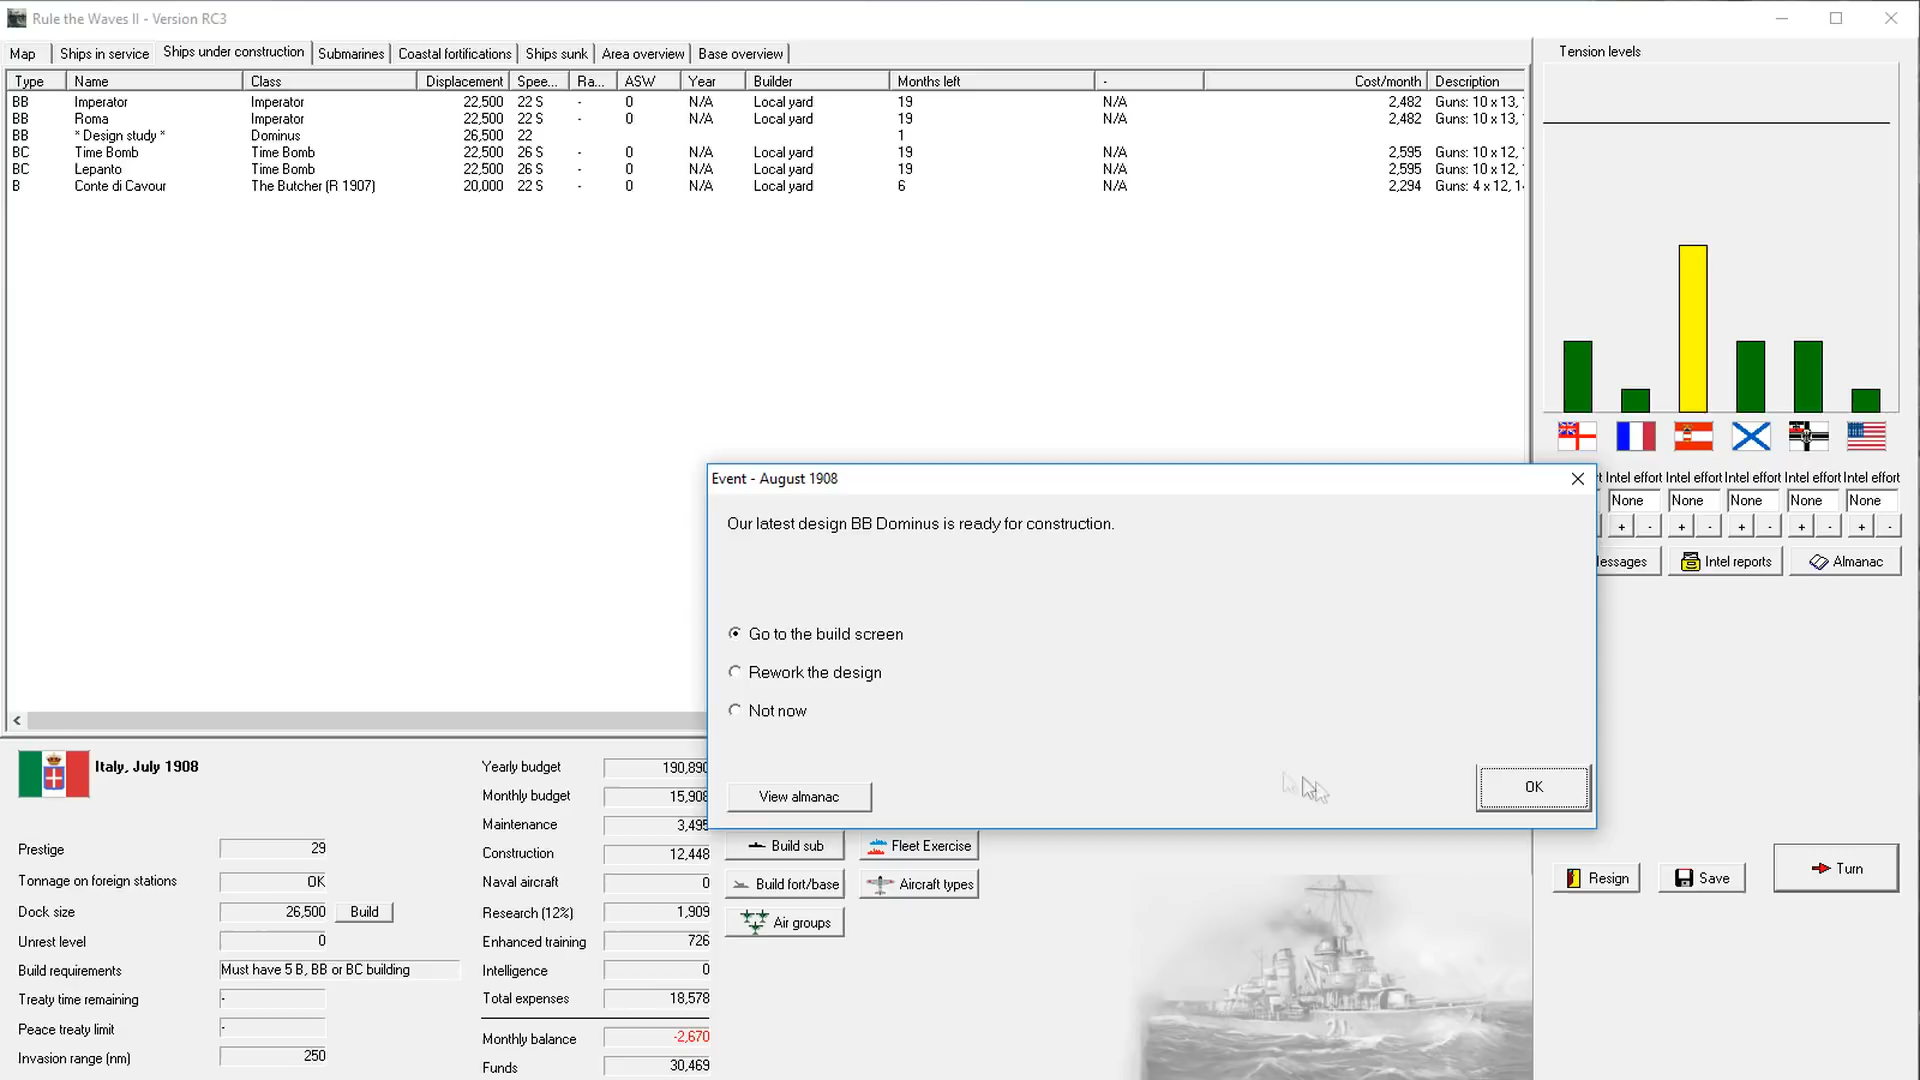 Rule the Waves II - Version RC3
Map Ships in service Ships under construction Submarines Coastal fortifications Ships sunk Area overview Base overview
Type Name Class Displacement Spee... Ra... ASW Year Builder Months left - Cost/month Description
BB Imperator Imperator 22,500 22 S - 0 N/A Local yard 19 N/A 2,482 Guns: 10 x 13,
BB Roma Imperator 22,500 22 S - 0 N/A Local yard 19 N/A 2,482 Guns: 10 x 13,
BB * Design study * Dominus 26,500 22 1
BC Time Bomb Time Bomb 22,500 26 S - 0 N/A Local yard 19 N/A 2,595 Guns: 10 x 12,
BC Lepanto Time Bomb 22,500 26 S - 0 N/A Local yard 19 N/A 2,595 Guns: 10 x 12,
B Conte di Cavour The Butcher (R 1907) 20,000 22 S - 0 N/A Local yard 6 N/A 2,294 Guns: 4 x 12, 14
Tension levels
Intel effort Intel effort Intel effort Intel effort Intel effort
None None None None None
+ - + - + - + - + -
essages Intel reports Almanac
Event - August 1908
Our latest design BB Dominus is ready for construction.
Go to the build screen
Rework the design
Not now
View almanac
OK
Italy, July 1908
Prestige 29
Tonnage on foreign stations OK
Dock size 26,500 Build
Unrest level 0
Build requirements Must have 5 B, BB or BC building
Treaty time remaining -
Peace treaty limit -
Invasion range (nm) 250
Yearly budget 190,890
Monthly budget 15,908
Maintenance 3,495
Construction 12,448
Naval aircraft 0
Research (12%) 1,909
Enhanced training 726
Intelligence 0
Total expenses 18,578
Monthly balance -2,670
Funds 30,469
Build sub Fleet Exercise
Build fort/base Aircraft types
Air groups
Resign Save Turn